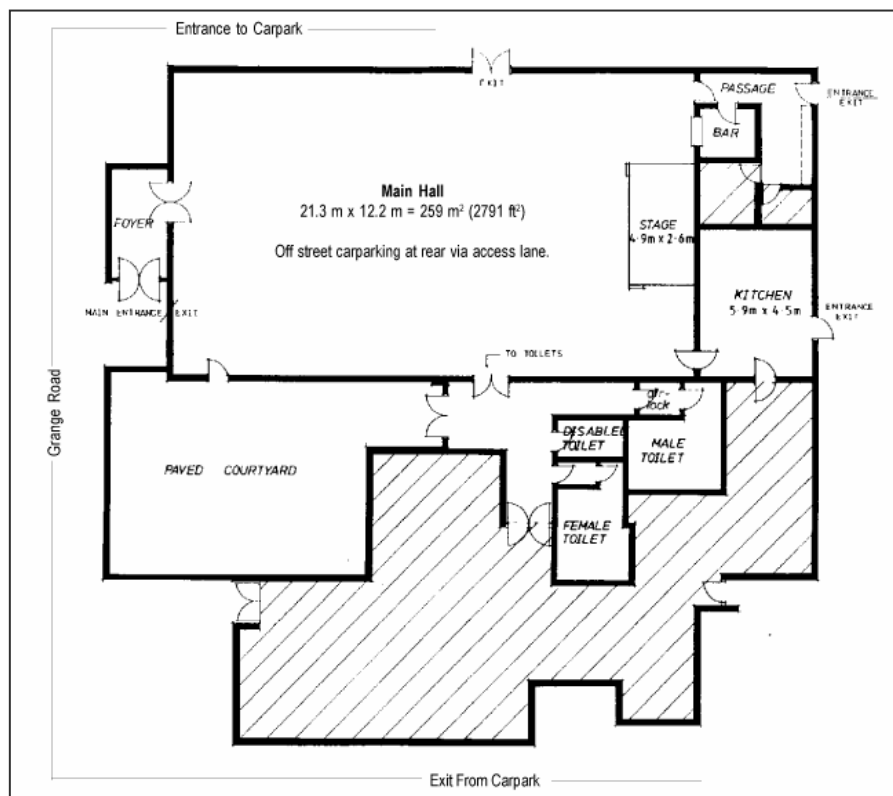 Entrance to Carpark
EXIT
PASSAGE
ENTRANCE
EXIT
BAR
Main Hall
21.3 m x 12.2 m = 259 m² (2791 ft²)
Off street carparking at rear via access lane.
FOYER
STAGE
4·9m x 2·6m
KITCHEN
5·9m x 4·5m
ENTRANCE
EXIT
MAIN ENTRANCE EXIT
TO TOILETS
Grange Road
air-
lock
DISABLED
TOILET
MALE
TOILET
PAVED COURTYARD
FEMALE
TOILET
Exit From Carpark